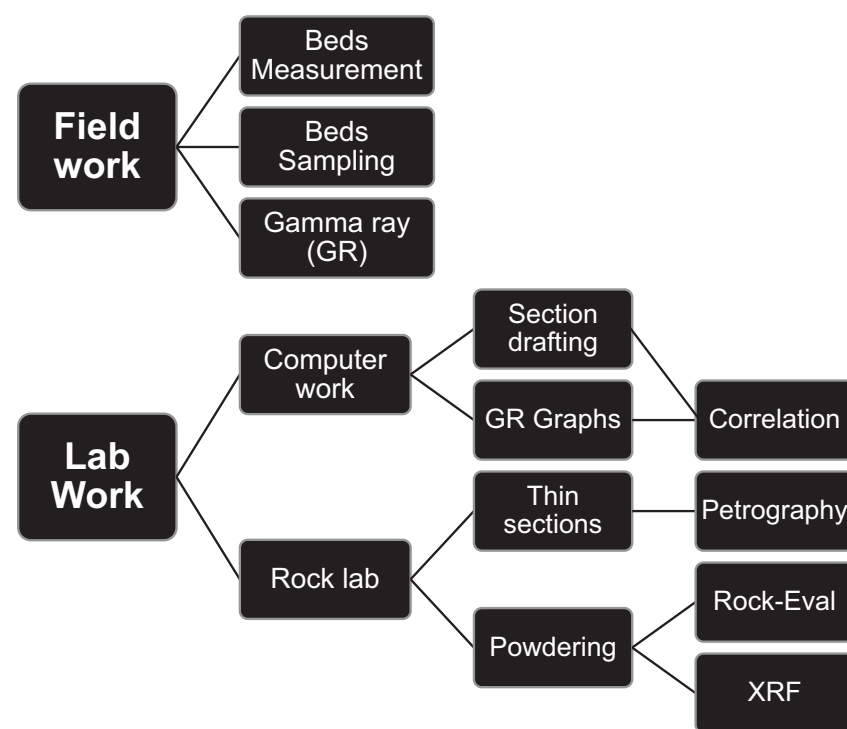 Field
work
Beds
Measurement
Beds
Sampling
Gamma ray
(GR)
Lab
Work
Computer
work
Section
drafting
GR Graphs
Correlation
Rock lab
Thin
sections
Petrography
Powdering
Rock-Eval
XRF